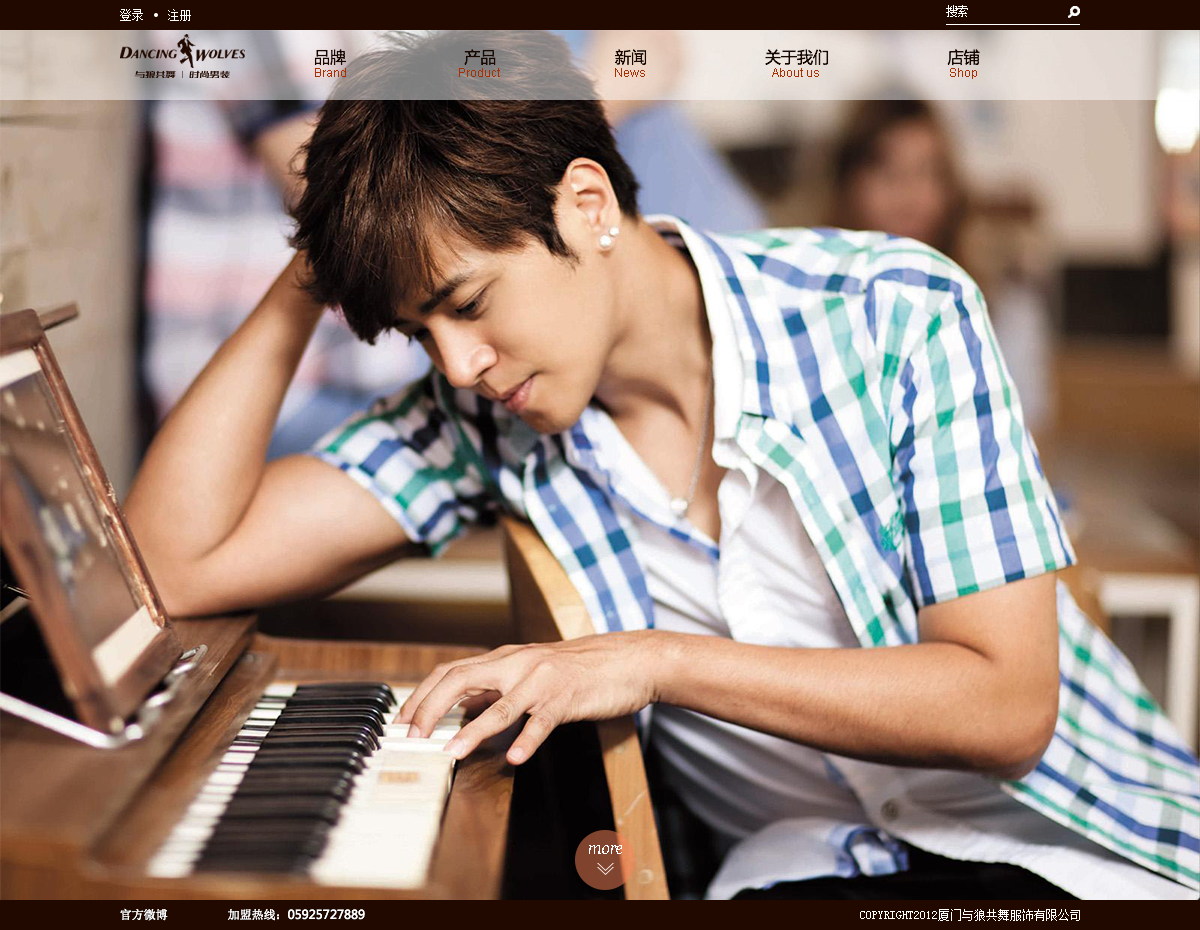 登录 • 注册
搜索
DANCING WOLVES
与狼共舞 | 时尚男装
品牌
Brand
产品
Product
新闻
News
关于我们
About us
店铺
Shop
more
官方微博
加盟热线：05925727889
COPYRIGHT2012厦门与狼共舞服饰有限公司